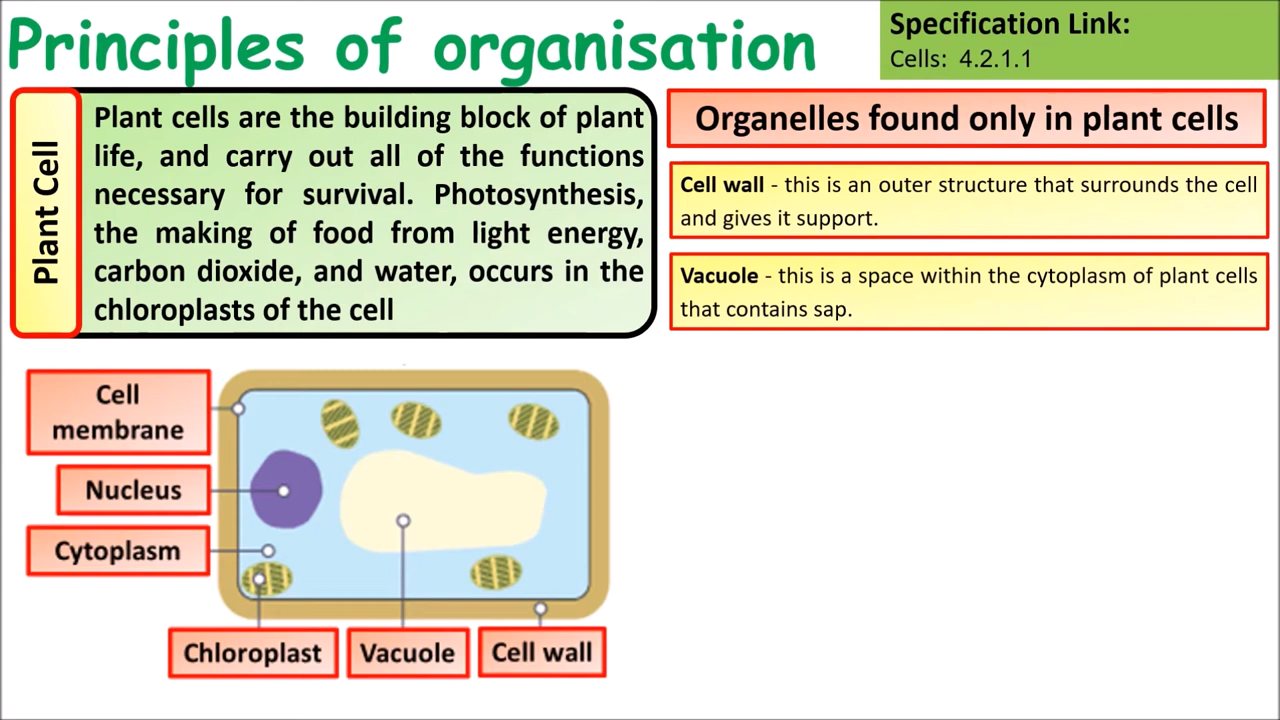 Principles of organisation
Specification Link:
Cells: 4.2.1.1
Plant Cell
Plant cells are the building block of plant
life, and carry out all of the functions
necessary for survival. Photosynthesis,
the making of food from light energy,
carbon dioxide, and water, occurs in the
chloroplasts of the cell
Organelles found only in plant cells
Cell wall - this is an outer structure that surrounds the cell
and gives it support.
Vacuole - this is a space within the cytoplasm of plant cells
that contains sap.
Cell
membrane
Nucleus
Cytoplasm
Chloroplast
Vacuole
Cell wall